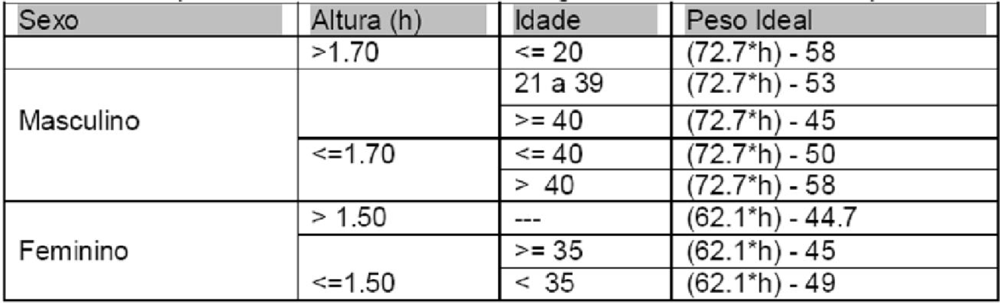 Sexo Altura (h) Idade Peso Ideal
>1.70 <= 20 (72.7*h) - 58
21 a 39 (72.7*h) - 53
Masculino >= 40 (72.7*h) - 45
<=1.70 <= 40 (72.7*h) - 50
> 40 (72.7*h) - 58
> 1.50 --- (62.1*h) - 44.7
Feminino >= 35 (62.1*h) - 45
<=1.50 < 35 (62.1*h) - 49